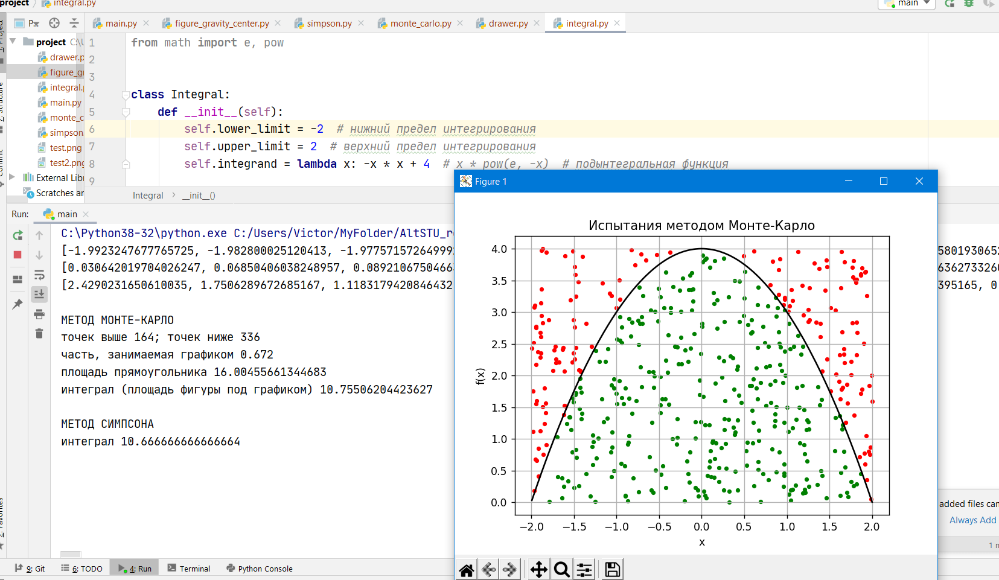 project
integral.py
main
P...
main.py
figure_gravity_center.py
simpson.py
monte_carlo.py
drawer.py
integral.py
project C:\U
drawer.p
figure_gr
integral.
main.py
monte_c
simpson
test.png
test2.png
External Lib
Scratches ar
1 from math import e, pow
2
3
4 class Integral:
5 def __init__(self):
6 self.lower_limit = -2 # нижний предел интегрирования
7 self.upper_limit = 2 # верхний предел интегрирования
8 self.integrand = lambda x: -x * x + 4 # x * pow(e, -x) # подынтегральная функция
9
Integral > __init__()
Run: main
C:\Python38-32\python.exe C:/Users/Victor/MyFolder/AltSTU_r
[-1.9923247677765725, -1.982800025120413, -1.977571572649992
5801930652
[0.030642019704026247, 0.06850406038248957, 0.0892106750466
6362733260
[2.4290231650610035, 1.7506289672685167, 1.1183179420846432
395165, 0
МЕТОД МОНТЕ-КАРЛО
точек выше 164; точек ниже 336
часть, занимаемая графиком 0.672
площадь прямоугольника 16.00455661344683
интеграл (площадь фигуры под графиком) 10.75506204423627
МЕТОД СИМПСОНА
интеграл 10.666666666666664
Figure 1
Испытания методом Монте-Карло
4.0
3.5
3.0
2.5
2.0
1.5
1.0
0.5
0.0
f(x)
−2.0 −1.5 −1.0 −0.5 0.0 0.5 1.0 1.5 2.0
x
added files can
Always Add
9: Git
6: TODO
4: Run
Terminal
Python Console